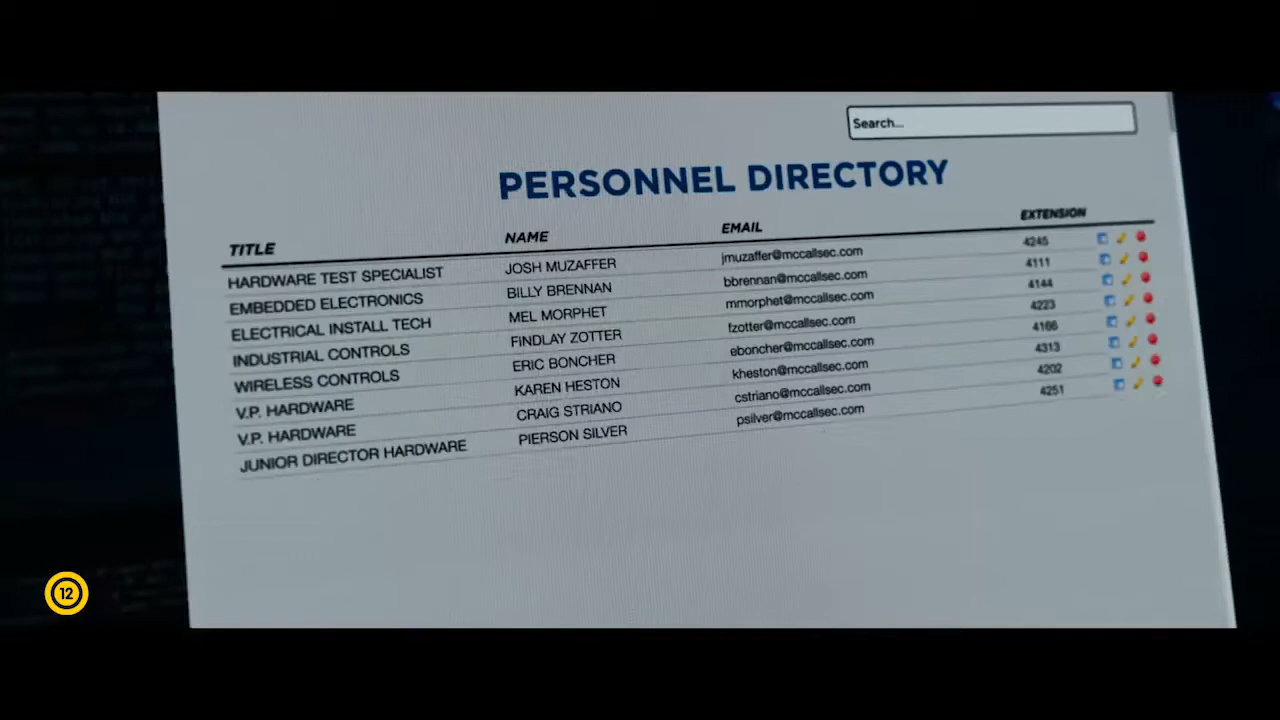 Search...
PERSONNEL DIRECTORY
TITLE NAME EMAIL EXTENSION
HARDWARE TEST SPECIALIST JOSH MUZAFFER jmuzaffer@mccallsec.com 4245
EMBEDDED ELECTRONICS BILLY BRENNAN bbrennan@mccallsec.com 4111
ELECTRICAL INSTALL TECH MEL MORPHET mmorphet@mccallsec.com 4144
INDUSTRIAL CONTROLS FINDLAY ZOTTER fzotter@mccallsec.com 4223
WIRELESS CONTROLS ERIC BONCHER eboncher@mccallsec.com 4166
V.P. HARDWARE KAREN HESTON kheston@mccallsec.com 4313
V.P. HARDWARE CRAIG STRIANO cstriano@mccallsec.com 4202
JUNIOR DIRECTOR HARDWARE PIERSON SILVER psilver@mccallsec.com 4251
12